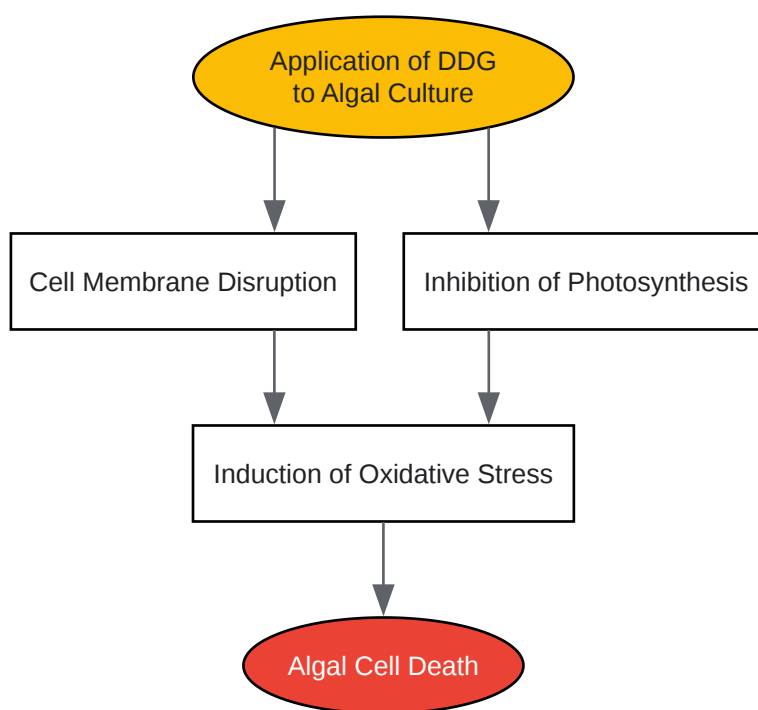 Application of DDG
to Algal Culture
Cell Membrane Disruption
Inhibition of Photosynthesis
Induction of Oxidative Stress
Algal Cell Death